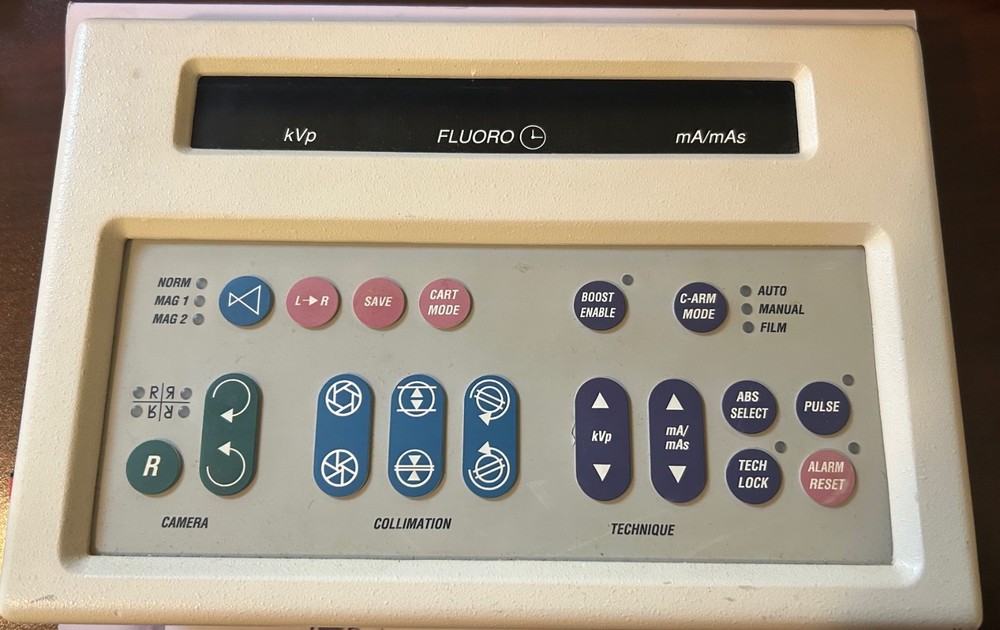 kVp
FLUORO
mA/mAs
NORM
MAG 1
MAG 2
L→R
SAVE
CART
MODE
BOOST
ENABLE
C-ARM
MODE
AUTO
MANUAL
FILM
R R
R R
R
CAMERA
COLLIMATION
kVp
mA/
mAs
ABS
SELECT
PULSE
TECH
LOCK
ALARM
RESET
TECHNIQUE